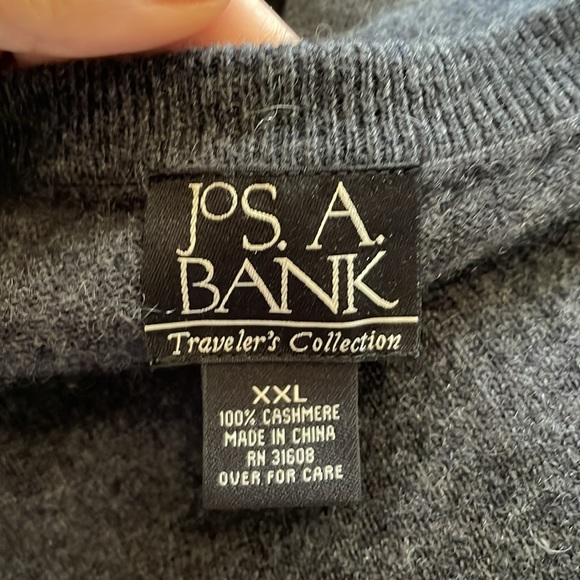 JOS. A.
BANK
Traveler's Collection
XXL
100% CASHMERE
MADE IN CHINA
RN 31608
OVER FOR CARE